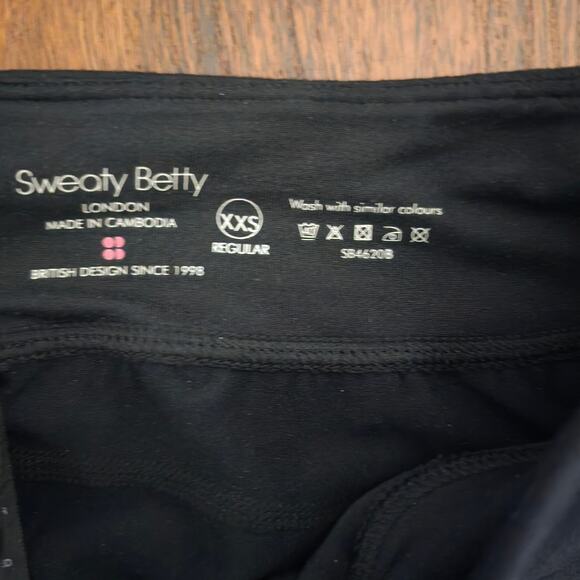 Sweaty Betty
LONDON
MADE IN CAMBODIA
BRITISH DESIGN SINCE 1998
XXS
REGULAR
Wash with similar colours
SB4620B